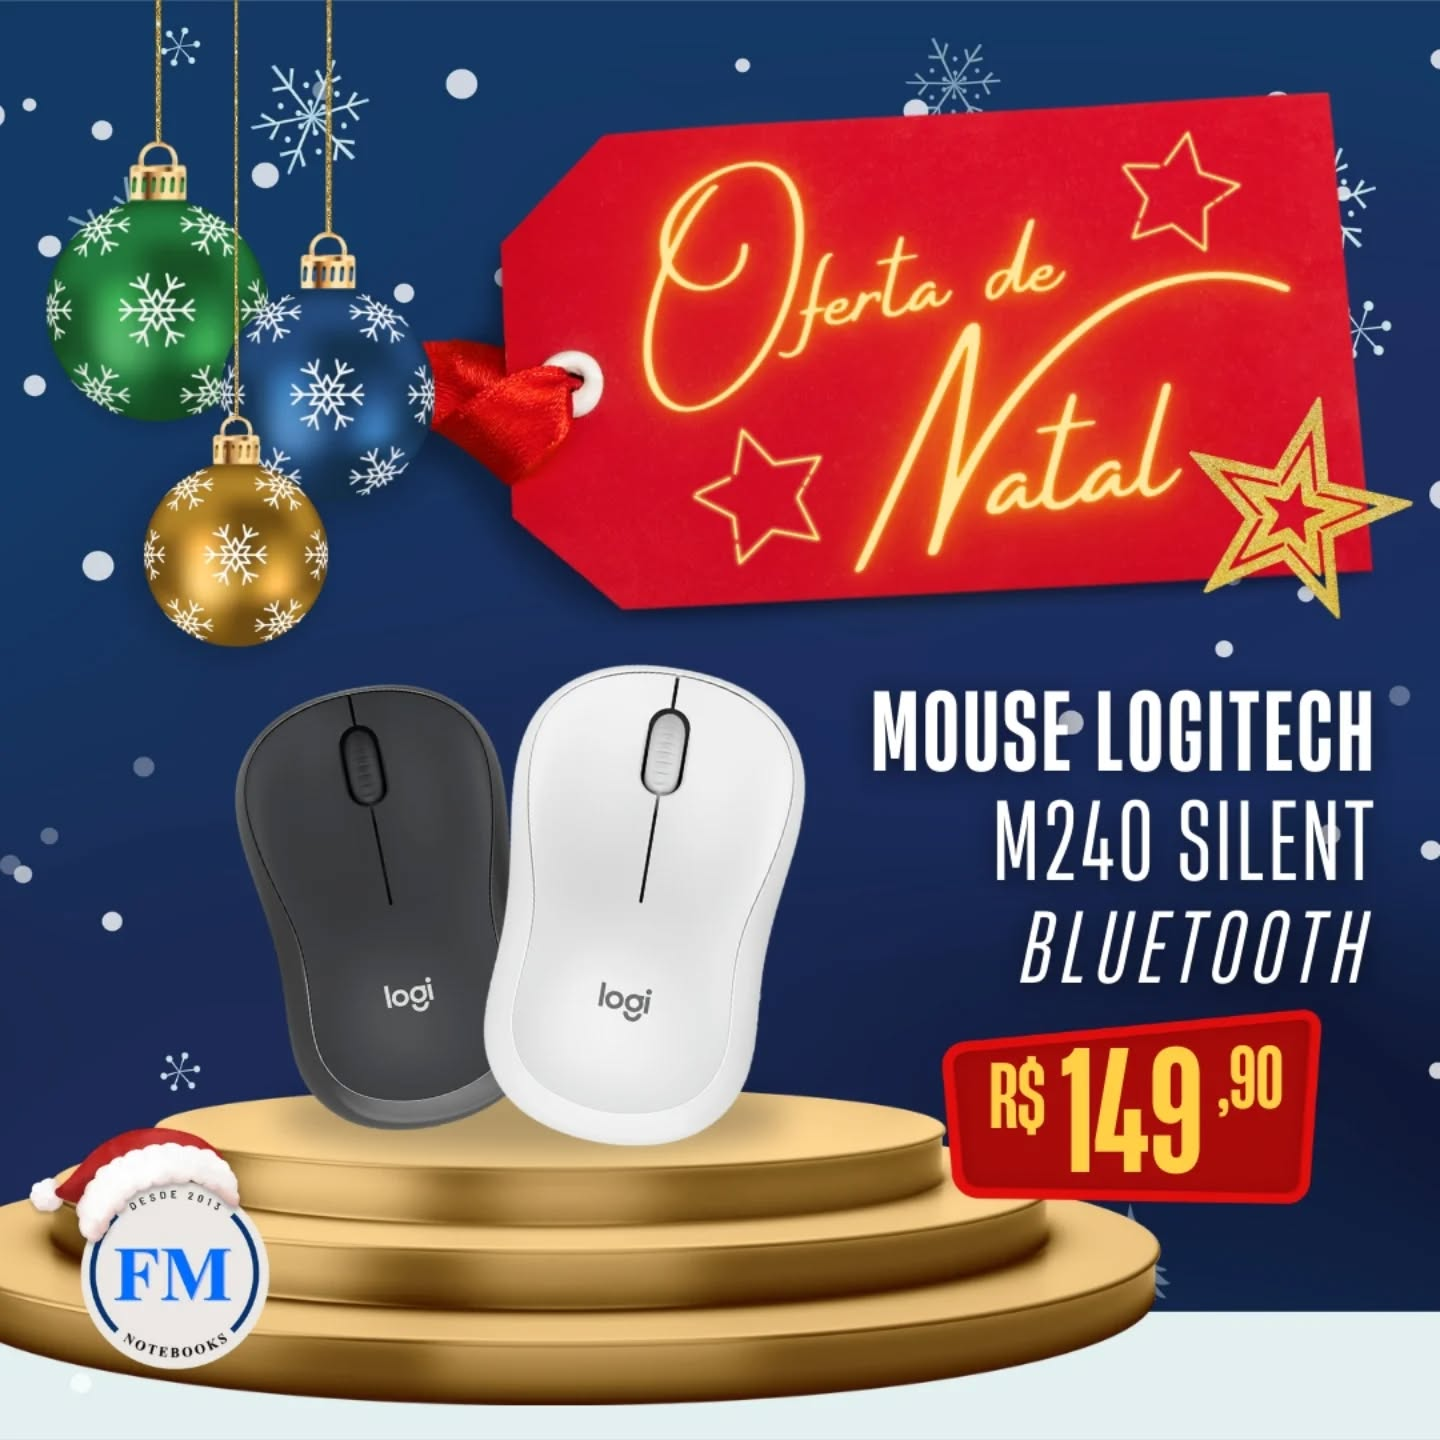 Oferta de
Natal
MOUSE LOGITECH
M240 SILENT
BLUETOOTH
logi
logi
R$ 149,90
DESDE 2013
FM
NOTEBOOKS